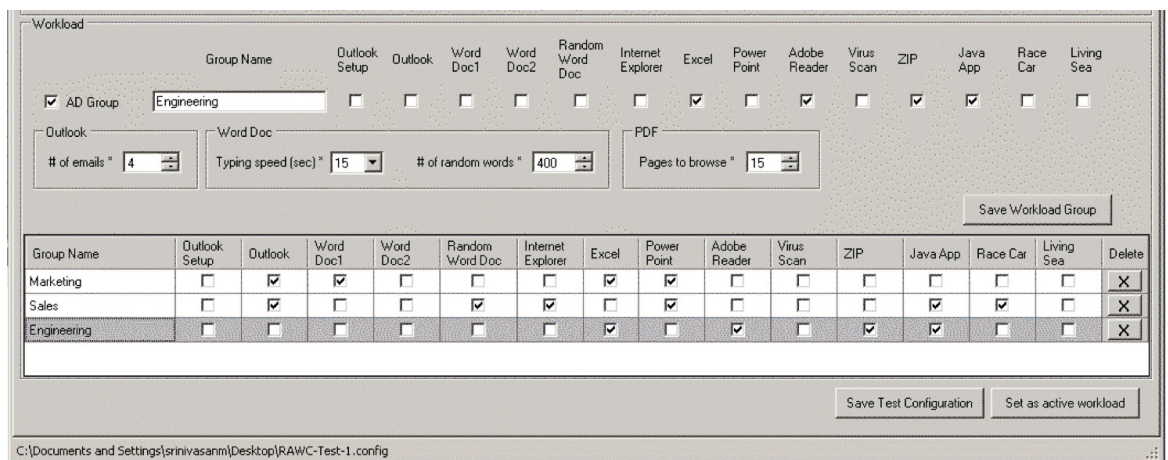 Workload
Group Name Outlook Setup Outlook Word Doc1 Word Doc2 Random Word Doc Internet Explorer Excel Power Point Adobe Reader Virus Scan ZIP Java App Race Car Living Sea
AD Group Engineering
Outlook Word Doc PDF
# of emails * 4 Typing speed (sec) * 15 # of random words * 400 Pages to browse * 15
Save Workload Group
Group Name Outlook Setup Outlook Word Doc1 Word Doc2 Random Word Doc Internet Explorer Excel Power Point Adobe Reader Virus Scan ZIP Java App Race Car Living Sea Delete
Marketing X
Sales X
Engineering X
Save Test Configuration Set as active workload
C:\Documents and Settings\srinivasanm\Desktop\RAWC-Test-1.config